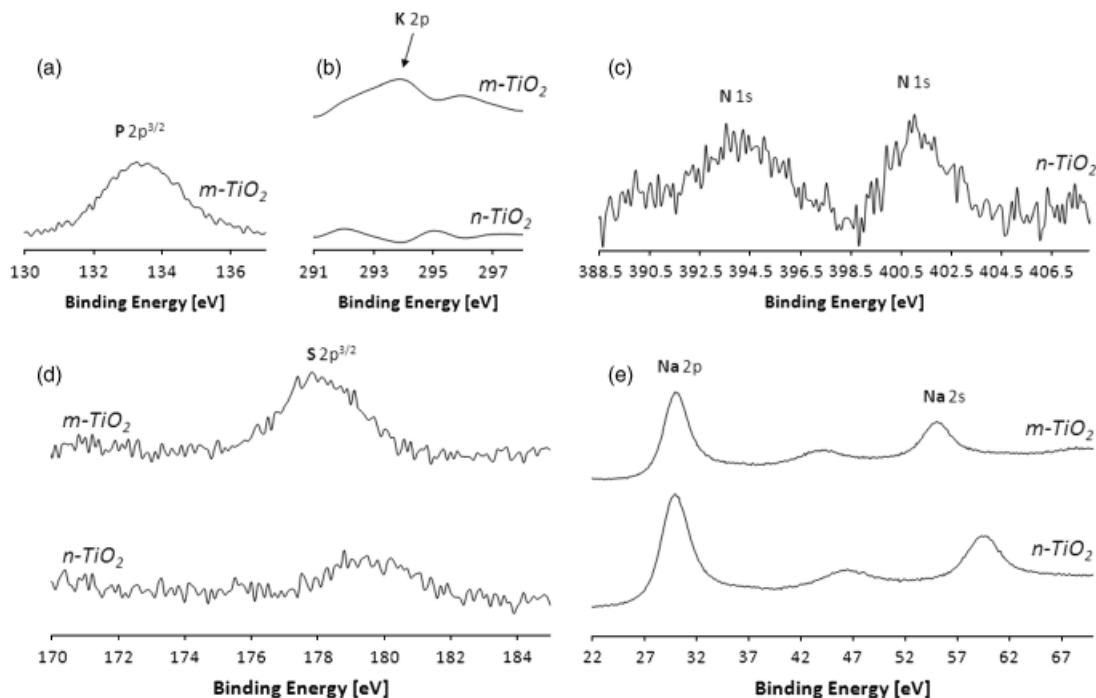 (a)
P 2p3/2
m-TiO2
130 132 134 136
Binding Energy [eV]
(b)
K 2p
m-TiO2
n-TiO2
291 293 295 297
Binding Energy [eV]
(c)
N 1s
N 1s
n-TiO2
388.5 390.5 392.5 394.5 396.5 398.5 400.5 402.5 404.5 406.5
Binding Energy [eV]
(d)
S 2p3/2
m-TiO2
n-TiO2
170 172 174 176 178 180 182 184
Binding Energy [eV]
(e)
Na 2p
Na 2s
m-TiO2
n-TiO2
22 27 32 37 42 47 52 57 62 67
Binding Energy [eV]